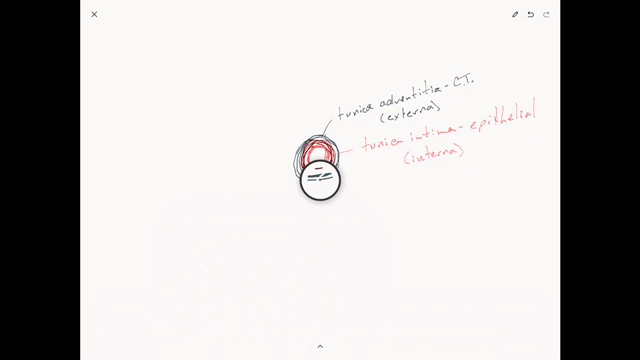 tunica adventitia - C.T.
(externa)
tunica intima - epithelial
(interna)